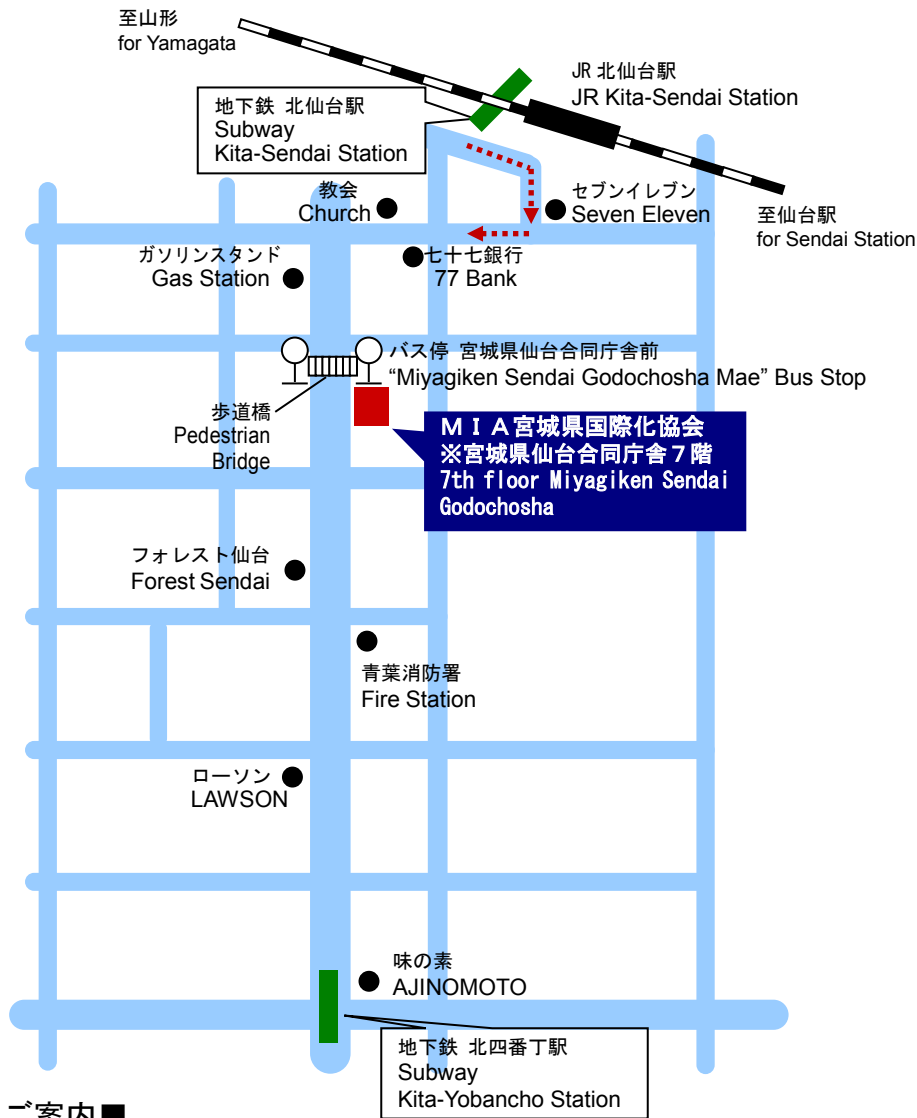 至山形
for Yamagata
JR 北仙台駅
JR Kita-Sendai Station
地下鉄 北仙台駅
Subway
Kita-Sendai Station
教会
Church
セブンイレブン
Seven Eleven
至仙台駅
for Sendai Station
ガソリンスタンド
Gas Station
七十七銀行
77 Bank
バス停 宮城県仙台合同庁舎前
“Miyagiken Sendai Godochosha Mae” Bus Stop
歩道橋
Pedestrian
Bridge
ＭＩＡ宮城県国際化協会
※宮城県仙台合同庁舎７階
7th floor Miyagiken Sendai
Godochosha
フォレスト仙台
Forest Sendai
青葉消防署
Fire Station
ローソン
LAWSON
味の素
AJINOMOTO
地下鉄 北四番丁駅
Subway
Kita-Yobancho Station
ご案内■